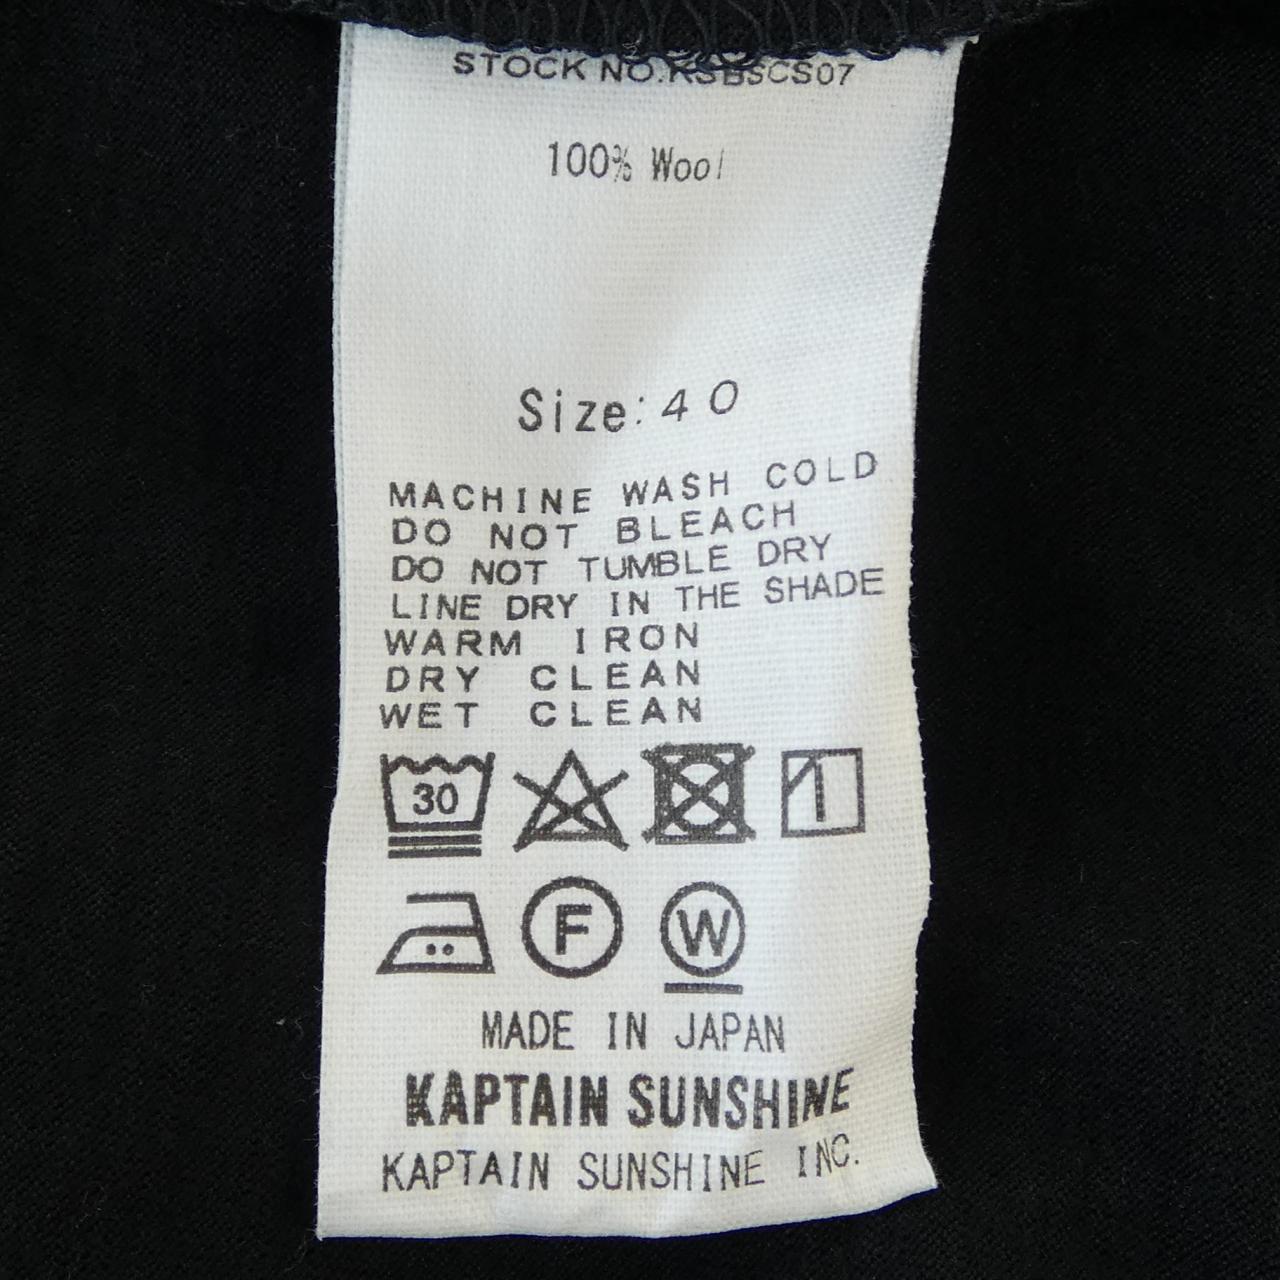 STOCK NO.KSBSCS07
100% Wool
Size:40
MACHINE WASH COLD
DO NOT BLEACH
DO NOT TUMBLE DRY
LINE DRY IN THE SHADE
WARM IRON
DRY CLEAN
WET CLEAN
30
F W
MADE IN JAPAN
KAPTAIN SUNSHINE
KAPTAIN SUNSHINE INC.